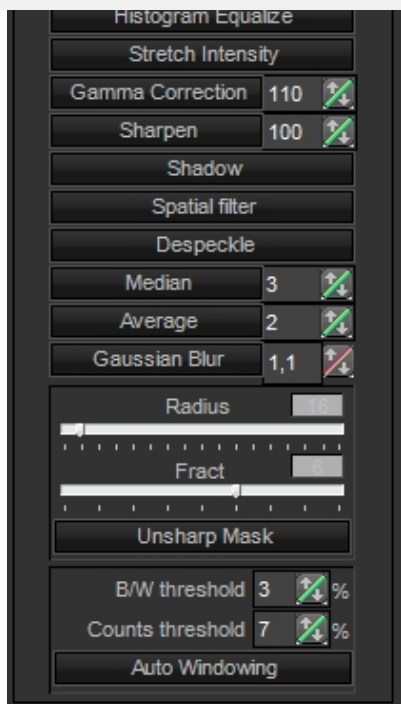 Histogram Equalize
Stretch Intensity
Gamma Correction 110
Sharpen 100
Shadow
Spatial filter
Despeckle
Median 3
Average 2
Gaussian Blur 1,1
Radius 16
Fract 6
Unsharp Mask
B/W threshold 3 %
Counts threshold 7 %
Auto Windowing